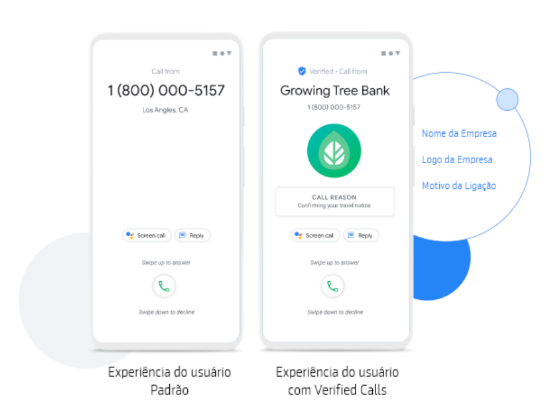 Call from
1 (800) 000-5157
Los Angles, CA
Screen call
Reply
Swipe up to answer
Swipe down to decline
Experiência do usuário
Padrão
Verified • Call from
Growing Tree Bank
1 (800) 000-5157
CALL REASON
Confirming your travel notice
Screen call
Reply
Swipe up to answer
Swipe down to decline
Experiência do usuário
com Verified Calls
Nome da Empresa
Logo da Empresa
Motivo da Ligação